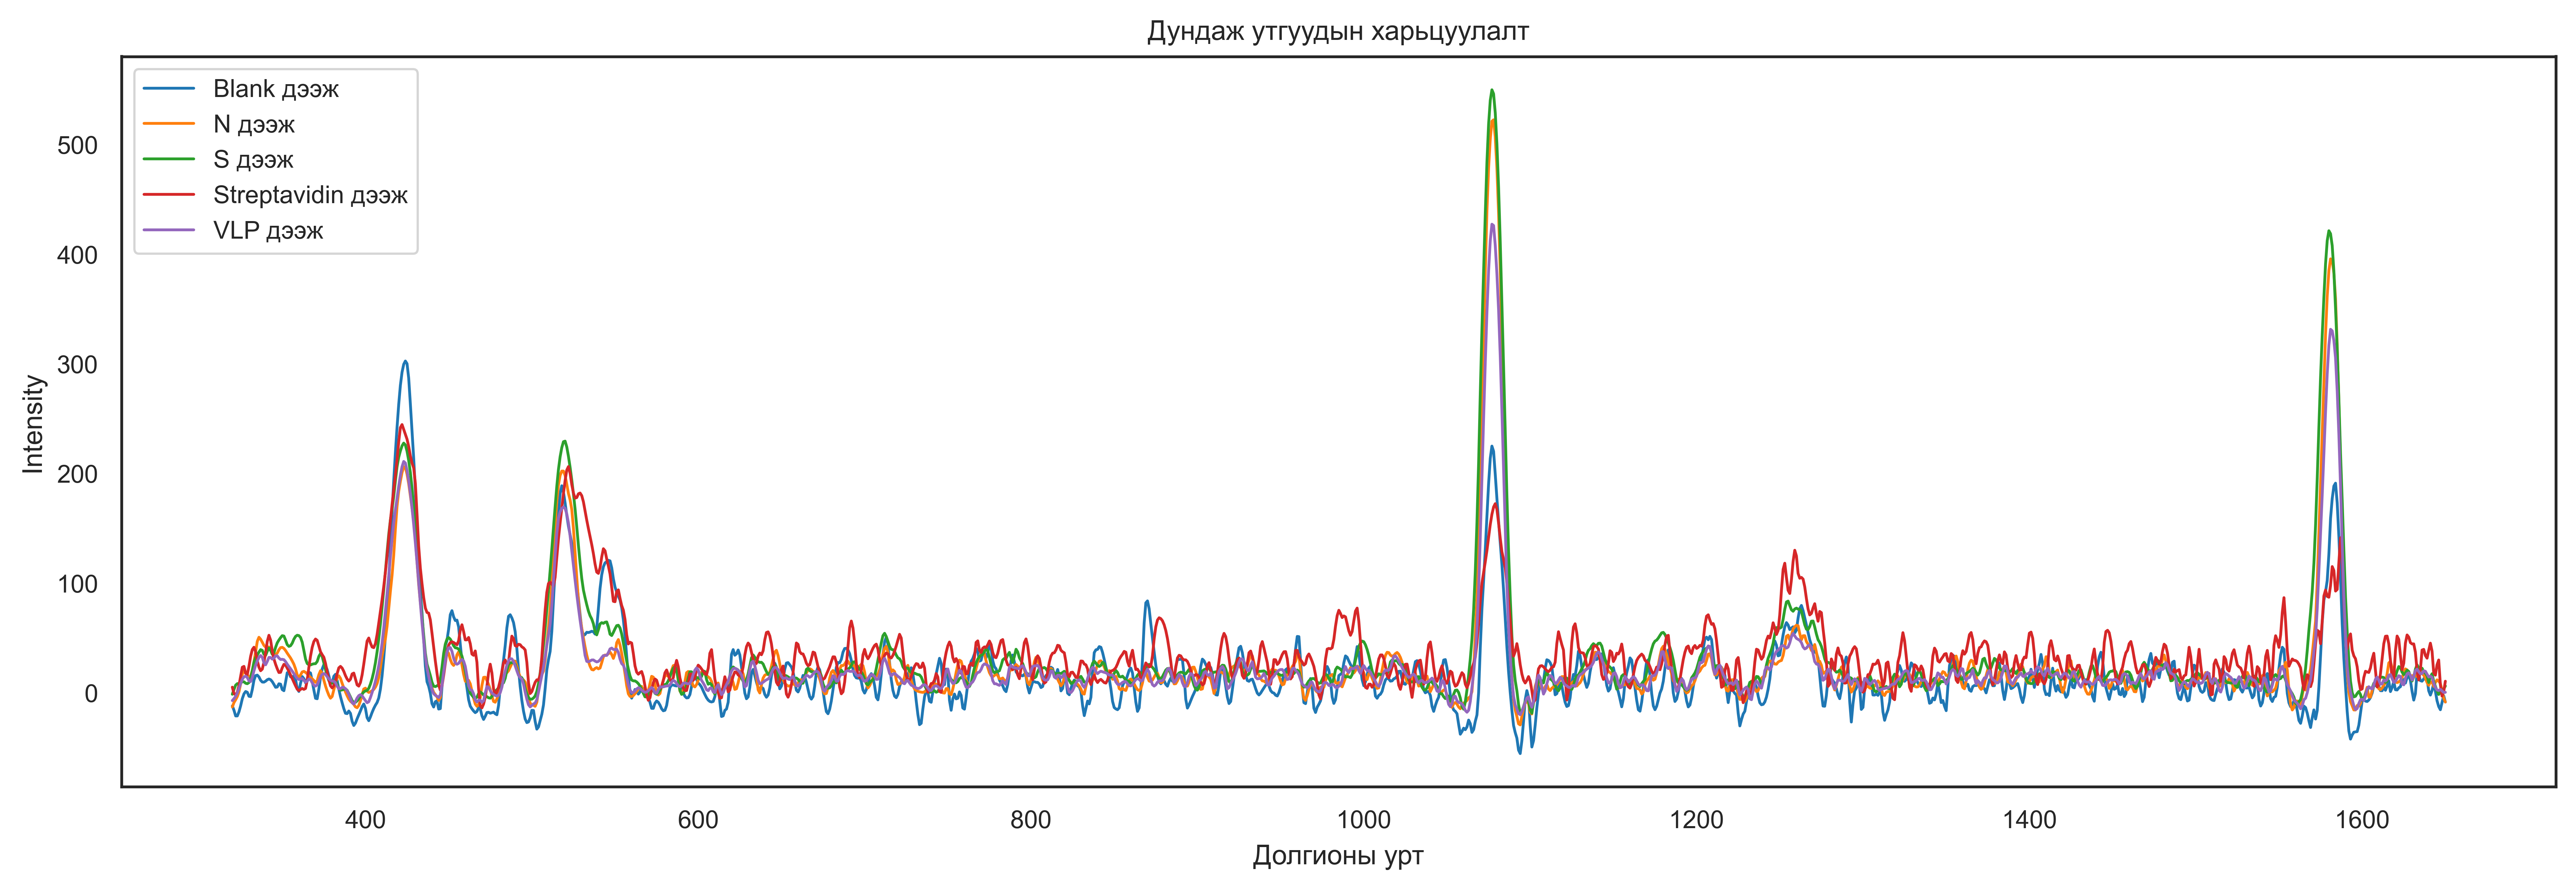 Дундаж утгуудын харьцуулалт
Blank дээж
N дээж
S дээж
Streptavidin дээж
VLP дээж
Intensity
500
400
300
200
100
0
400 600 800 1000 1200 1400 1600
Долгионы урт